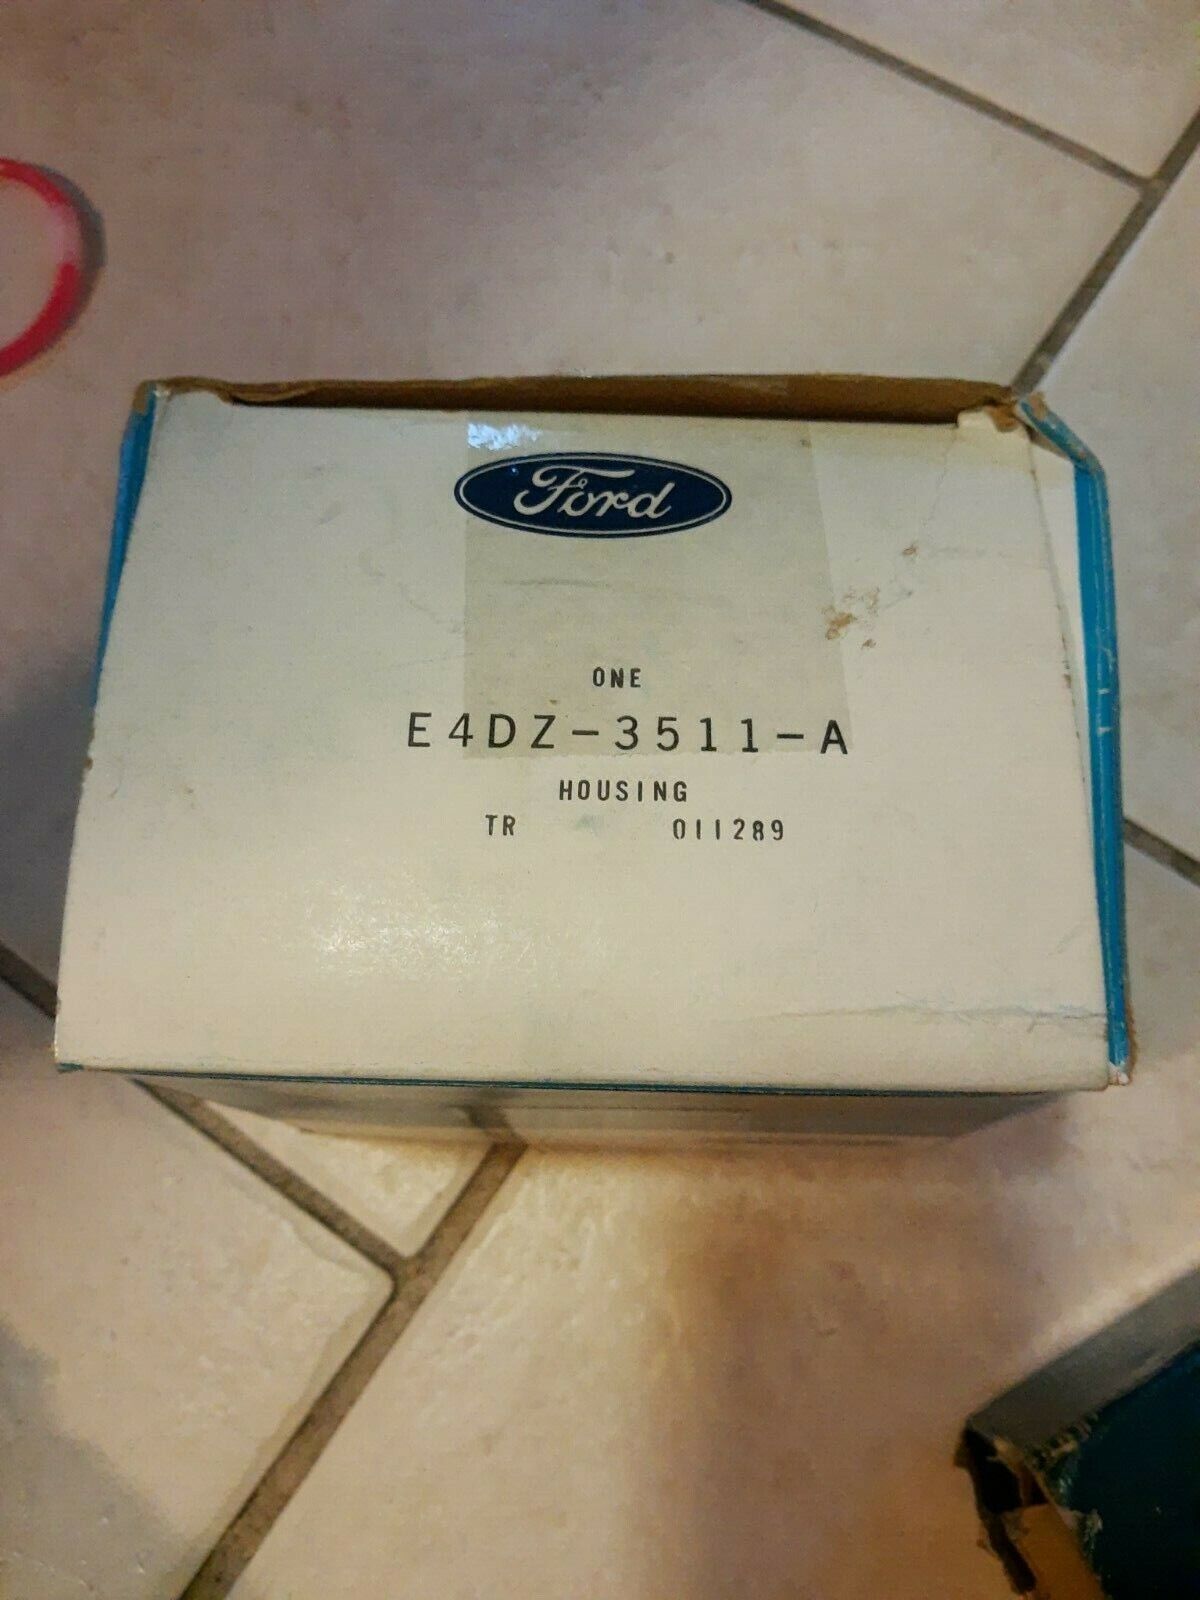 Ford
ONE
E4DZ-3511-A
HOUSING
TR 011289